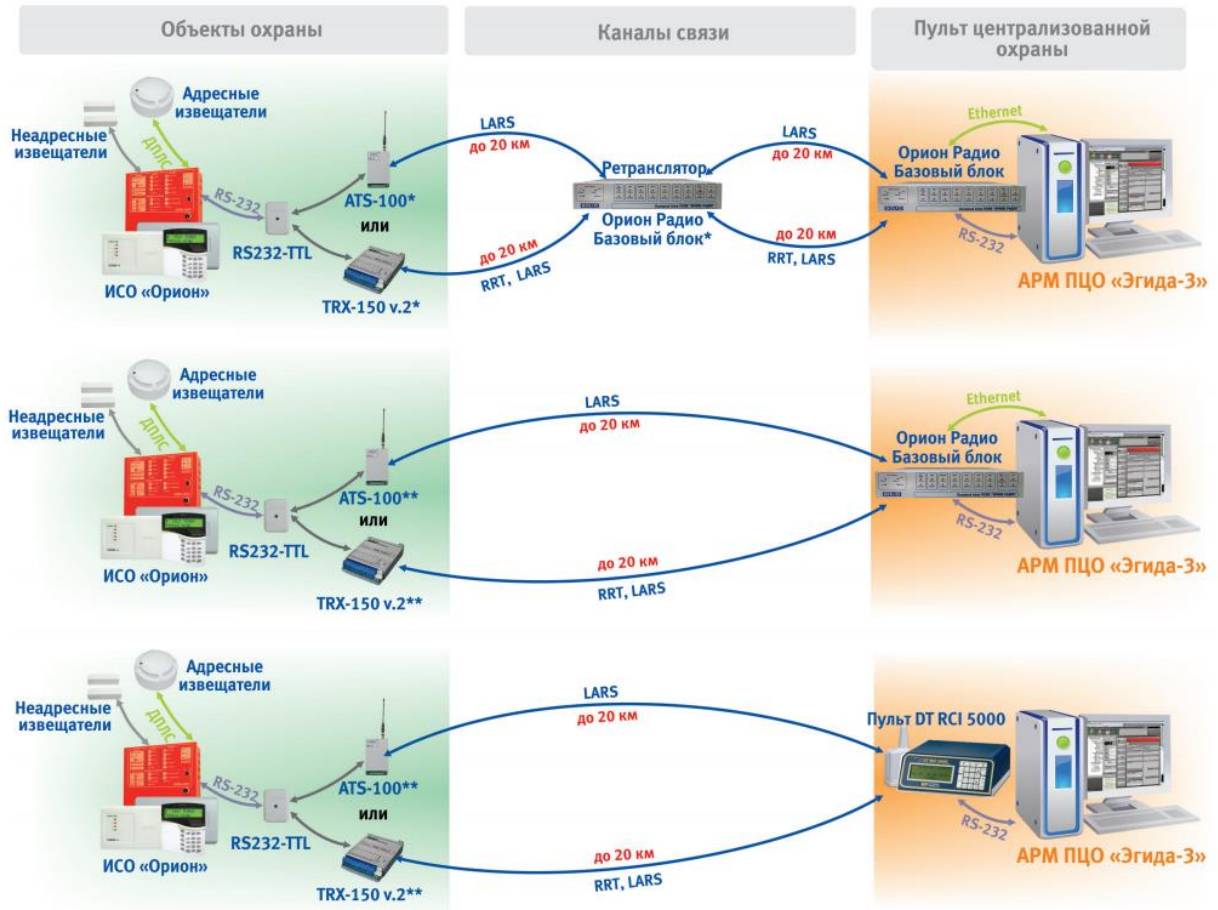 Объекты охраны
Каналы связи
Пульт централизованной
охраны
Адресные
извещатели
Неадресные
извещатели
ДПЛС
RS-232
ATS-100*
или
RS232-TTL
TRX-150 v.2*
ИСО «Орион»
LARS
до 20 км
Ретранслятор
Орион Радио
Базовый блок*
до 20 км
RRT, LARS
LARS
до 20 км
до 20 км
RRT, LARS
Ethernet
Орион Радио
Базовый блок
RS-232
АРМ ПЦО «Эгида-3»
Адресные
извещатели
Неадресные
извещатели
ДПЛС
RS-232
ATS-100**
или
RS232-TTL
TRX-150 v.2**
ИСО «Орион»
LARS
до 20 км
до 20 км
RRT, LARS
Ethernet
Орион Радио
Базовый блок
RS-232
АРМ ПЦО «Эгида-3»
Адресные
извещатели
Неадресные
извещатели
ДПЛС
RS-232
ATS-100**
или
RS232-TTL
TRX-150 v.2**
ИСО «Орион»
LARS
до 20 км
до 20 км
RRT, LARS
Пульт DT RCI 5000
RS-232
АРМ ПЦО «Эгида-3»